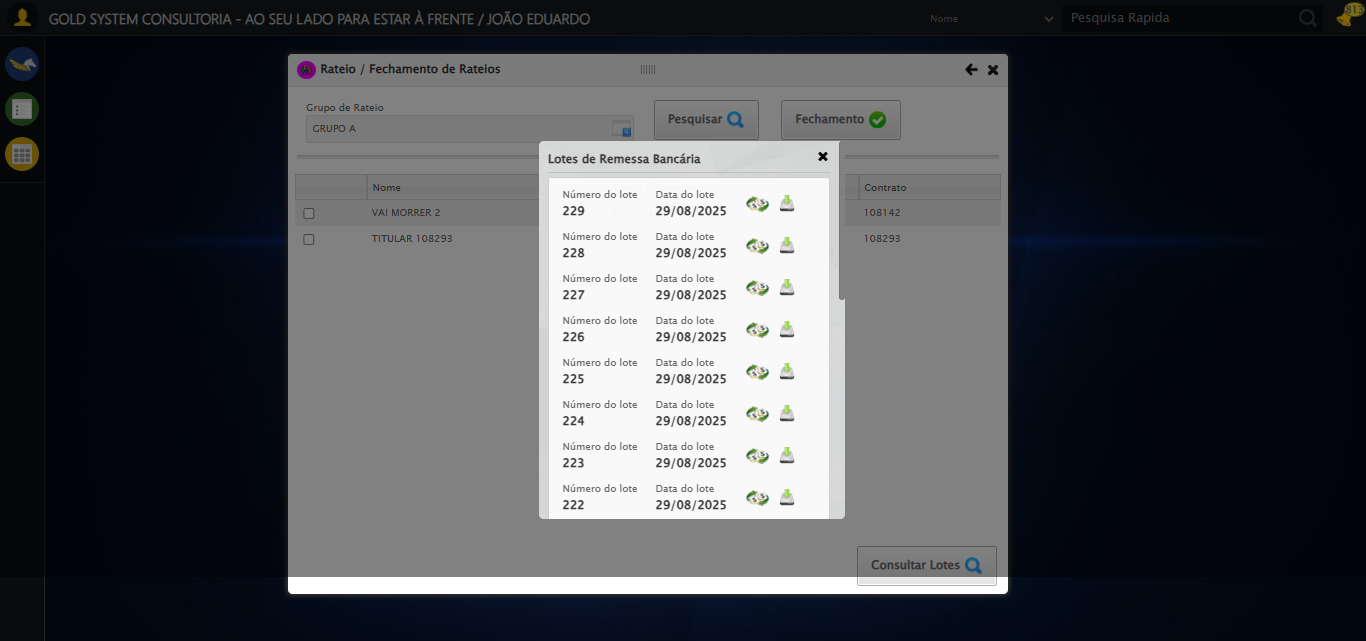 GOLD SYSTEM CONSULTORIA - AO SEU LADO PARA ESTAR À FRENTE / JOÃO EDUARDO
Nome
Pesquisa Rapida
813
Rateio / Fechamento de Rateios
Grupo de Rateio
GRUPO A
Pesquisar
Fechamento
Lotes de Remessa Bancária
Nome
Contrato
VAI MORRER 2
108142
TITULAR 108293
108293
Número do lote Data do lote
229 29/08/2025
Número do lote Data do lote
228 29/08/2025
Número do lote Data do lote
227 29/08/2025
Número do lote Data do lote
226 29/08/2025
Número do lote Data do lote
225 29/08/2025
Número do lote Data do lote
224 29/08/2025
Número do lote Data do lote
223 29/08/2025
Número do lote Data do lote
222 29/08/2025
Consultar Lotes